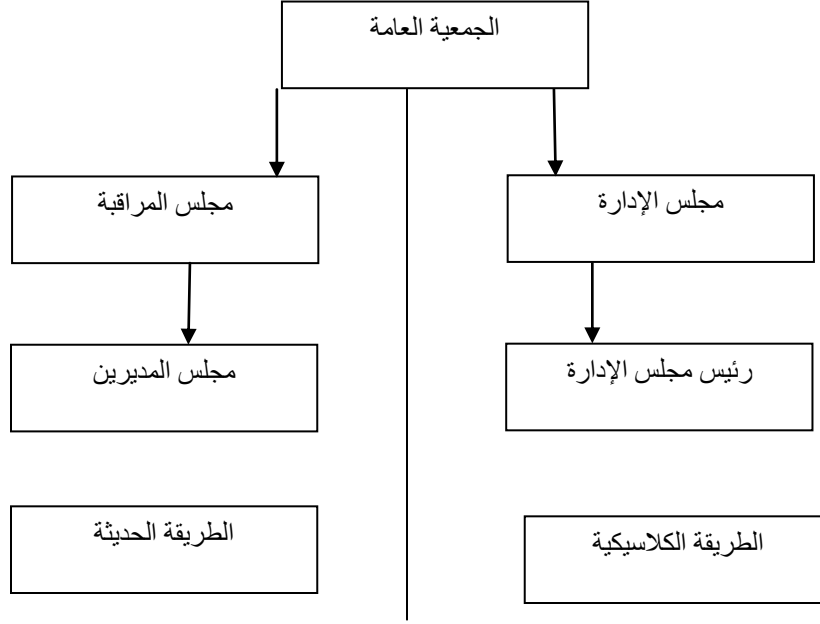 الجمعية العامة
مجلس الإدارة
مجلس المراقبة
رئيس مجلس الإدارة
مجلس المديرين
الطريقة الكلاسيكية
الطريقة الحديثة